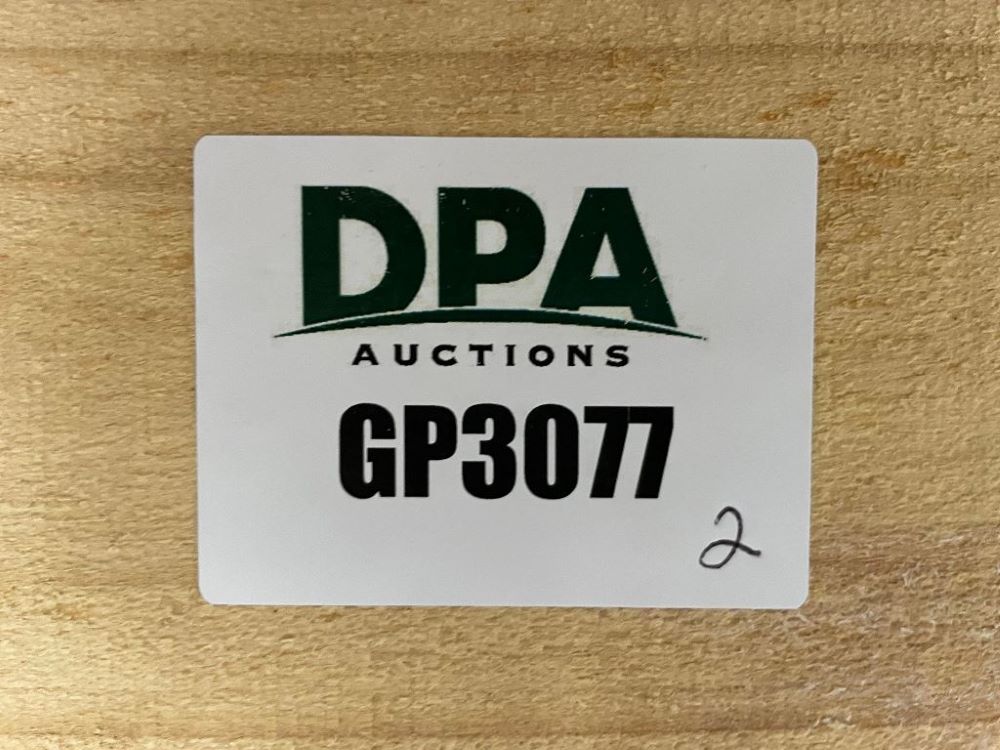 DPA
AUCTIONS
GP3077
2